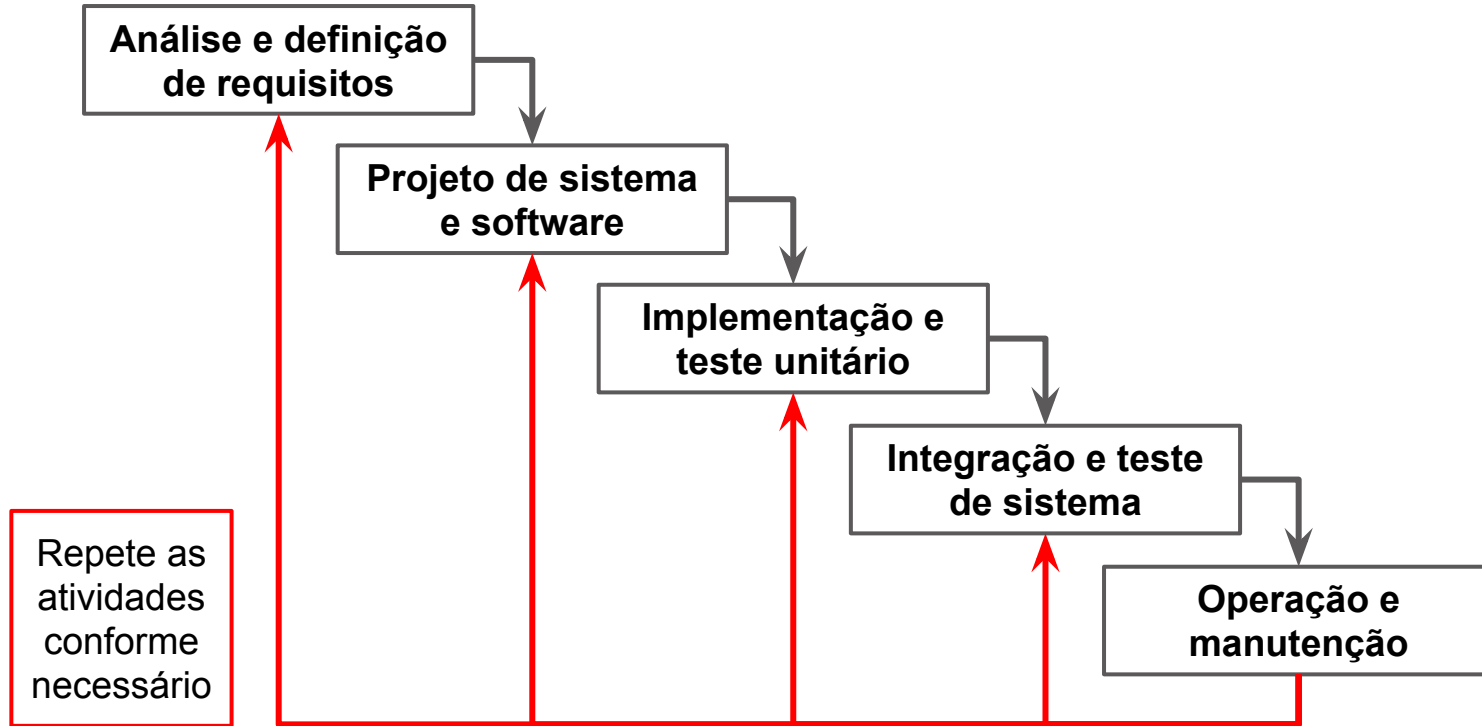 Análise e definição
de requisitos
Projeto de sistema
e software
Implementação e
teste unitário
Integração e teste
de sistema
Operação e
manutenção
Repete as
atividades
conforme
necessário